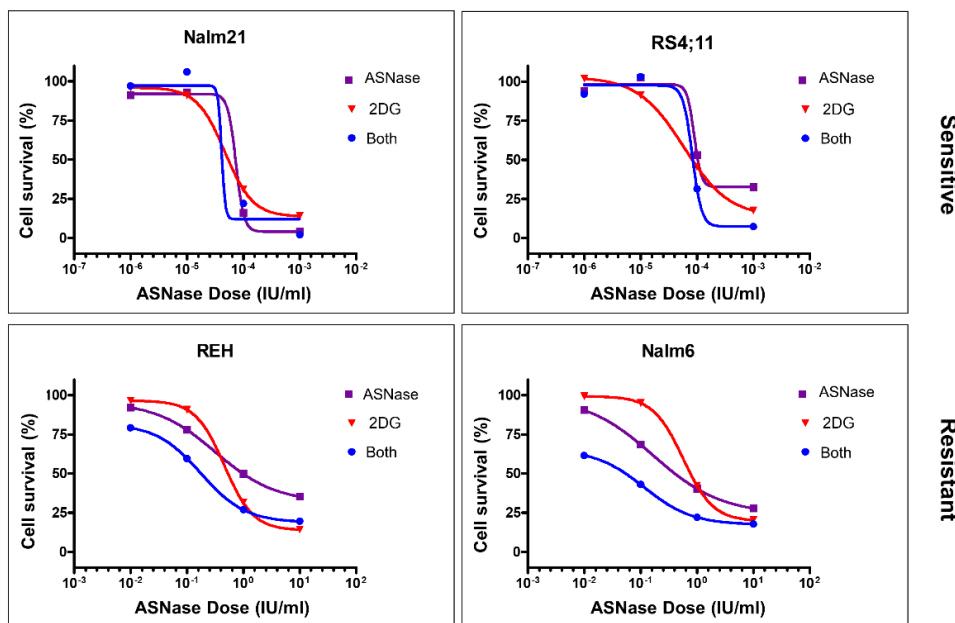 Nalm21
ASNase
2DG
Both
Cell survival (%)
100
75
50
25
0
10-7 10-6 10-5 10-4 10-3 10-2
ASNase Dose (IU/ml)
RS4;11
ASNase
2DG
Both
Cell survival (%)
100
75
50
25
0
10-7 10-6 10-5 10-4 10-3 10-2
ASNase Dose (IU/ml)
Sensitive
REH
ASNase
2DG
Both
Cell survival (%)
100
75
50
25
0
10-3 10-2 10-1 100 101 102
ASNase Dose (IU/ml)
Nalm6
ASNase
2DG
Both
Cell survival (%)
100
75
50
25
0
10-3 10-2 10-1 100 101 102
ASNase Dose (IU/ml)
Resistant